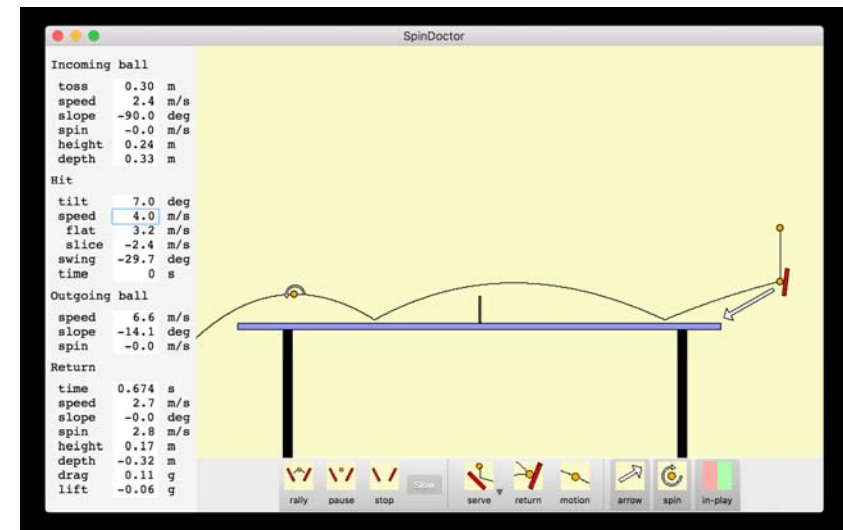 SpinDoctor
Incoming ball
toss 0.30 m
speed 2.4 m/s
slope -90.0 deg
spin -0.0 m/s
height 0.24 m
depth 0.33 m
Hit
tilt 7.0 deg
speed 4.0 m/s
flat 3.2 m/s
slice -2.4 m/s
swing -29.7 deg
time 0 s
Outgoing ball
speed 6.6 m/s
slope -14.1 deg
spin -0.0 m/s
Return
time 0.674 s
speed 2.7 m/s
slope -0.0 deg
spin 2.8 m/s
height 0.17 m
depth -0.32 m
drag 0.11 g
lift -0.06 g
Slow
rally pause stop serve return motion arrow spin in-play